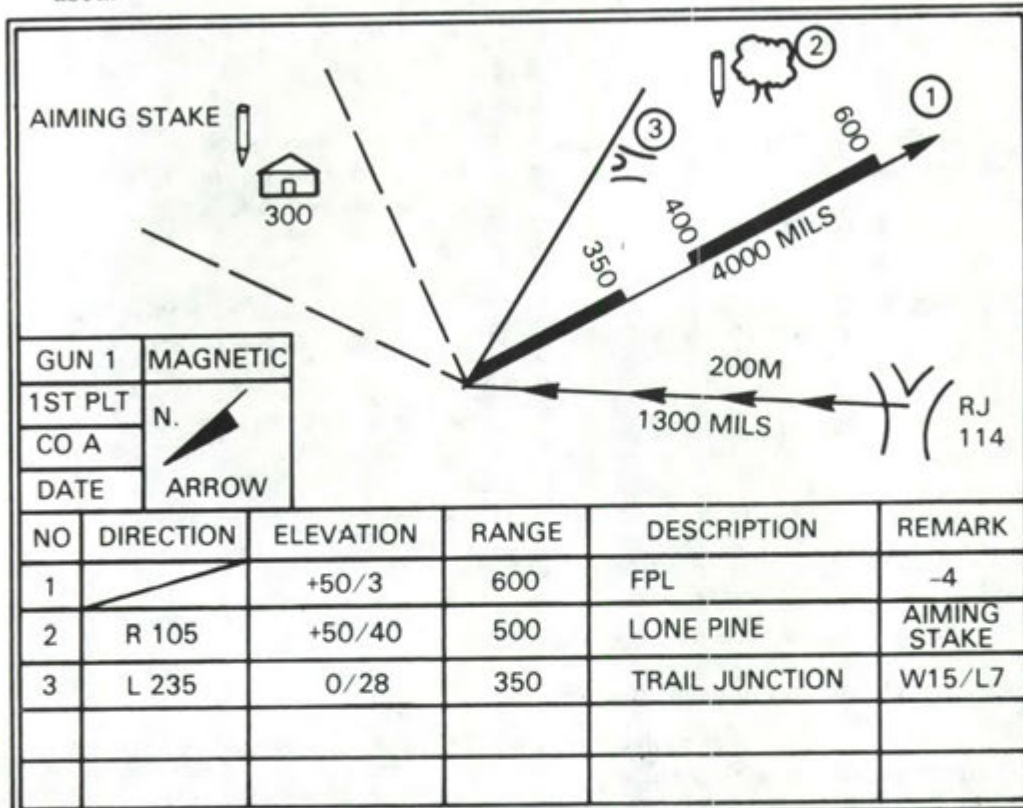 ②
AIMING STAKE
①
③
600
300
400
350
4000 MILS
200M
1300 MILS
RJ
114
GUN 1 MAGNETIC
1ST PLT
N.
CO A
DATE ARROW
NO DIRECTION ELEVATION RANGE DESCRIPTION REMARK
1 +50/3 600 FPL -4
2 R 105 +50/40 500 LONE PINE AIMING
STAKE
3 L 235 0/28 350 TRAIL JUNCTION W15/L7